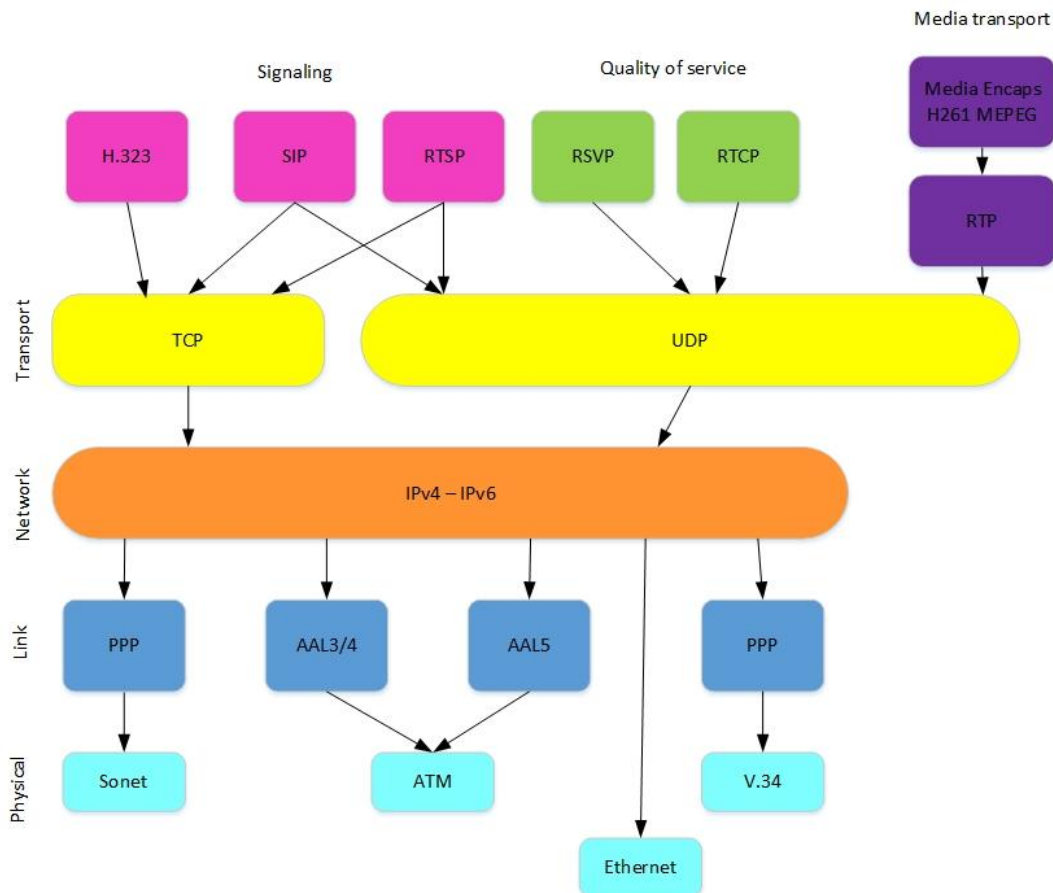 Media transport
Signaling
Quality of service
Media Encaps
H261 MEPEG
H.323
SIP
RTSP
RSVP
RTCP
RTP
Transport
TCP
UDP
Network
IPv4 – IPv6
Link
PPP
AAL3/4
AAL5
PPP
Physical
Sonet
ATM
V.34
Ethernet